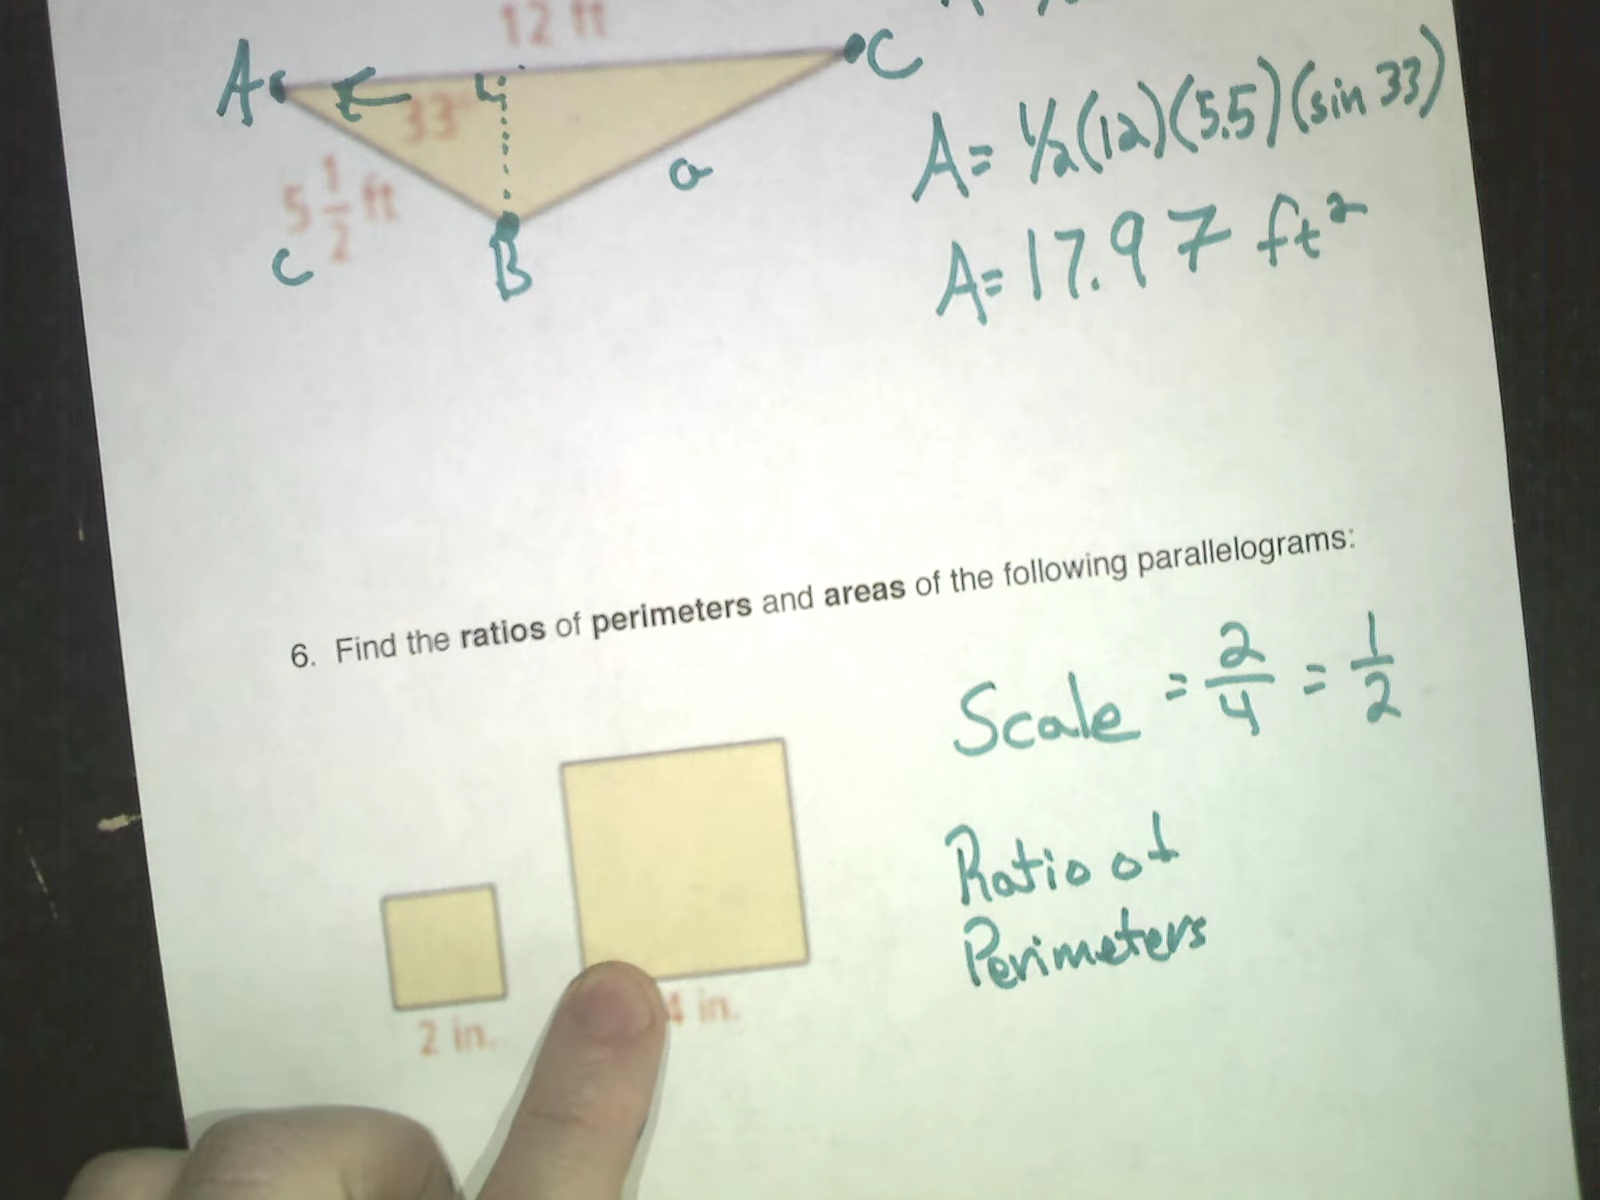 12 ft
A
C
33°
5 1/2 ft
a
c
B
A = 1/2(12)(5.5)(sin 33)
A = 17.97 ft²
6. Find the ratios of perimeters and areas of the following parallelograms:
Scale = 2/4 = 1/2
Ratio of
Perimeters
2 in.
4 in.